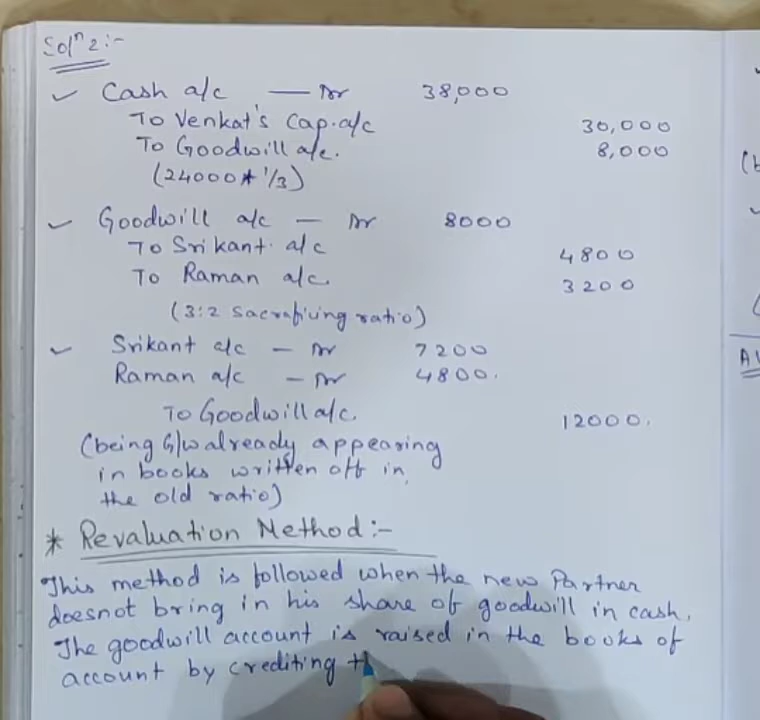 Solⁿ 2:-
✓ Cash a/c — Dr 38,000
To Venkat's Cap. a/c 30,000
To Goodwill a/c. 8,000
(24000 * 1/3)
✓ Goodwill a/c — Dr 8000
To Srikant a/c 4800
To Raman a/c 3200
(3:2 Sacrafising ratio)
✓ Srikant a/c — Dr 7200
Raman a/c — Dr 4800.
To Goodwill a/c. 12000.
(being G/w already appearing
in books written off in
the old ratio)
* Revaluation Method:-
This method is followed when the new Partner
doesnot bring in his share of goodwill in cash.
The goodwill account is raised in the books of
account by crediting